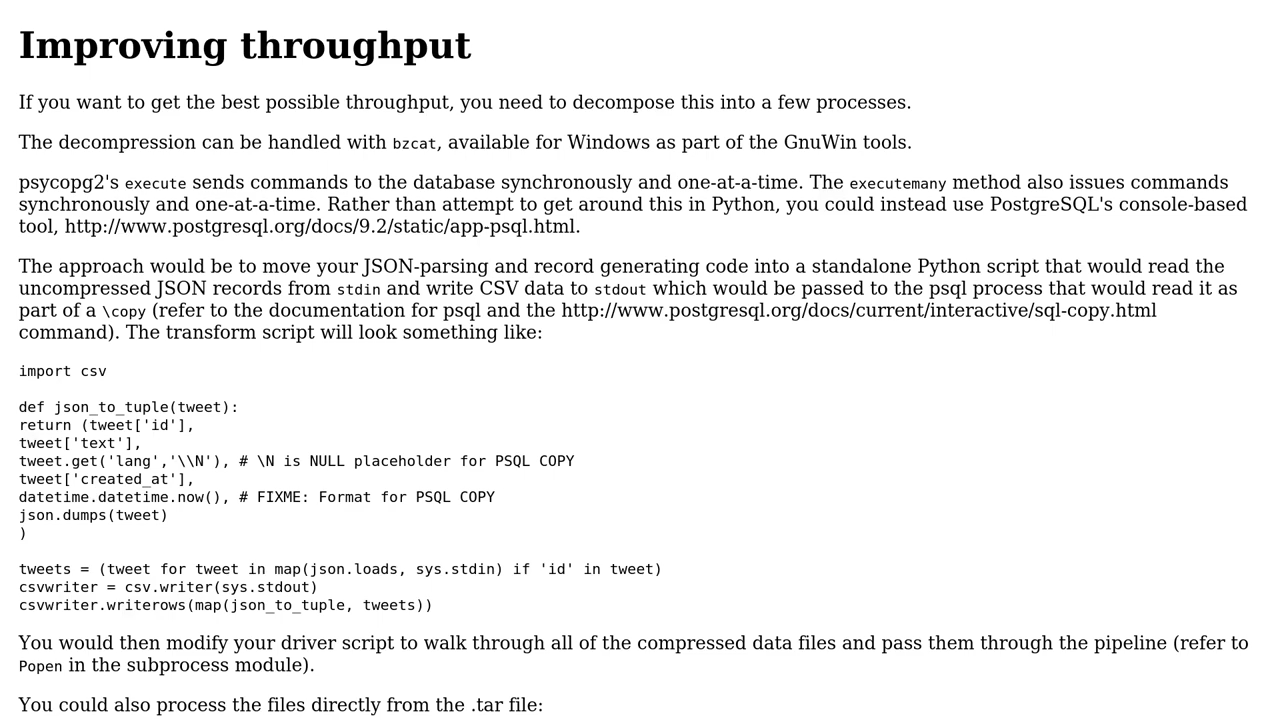 Improving throughput
If you want to get the best possible throughput, you need to decompose this into a few processes.
The decompression can be handled with bzcat, available for Windows as part of the GnuWin tools.
psycopg2's execute sends commands to the database synchronously and one-at-a-time. The executemany method also issues commands
synchronously and one-at-a-time. Rather than attempt to get around this in Python, you could instead use PostgreSQL's console-based
tool, http://www.postgresql.org/docs/9.2/static/app-psql.html.
The approach would be to move your JSON-parsing and record generating code into a standalone Python script that would read the
uncompressed JSON records from stdin and write CSV data to stdout which would be passed to the psql process that would read it as
part of a \copy (refer to the documentation for psql and the http://www.postgresql.org/docs/current/interactive/sql-copy.html
command). The transform script will look something like:
import csv
def json_to_tuple(tweet):
return (tweet['id'],
tweet['text'],
tweet.get('lang','\\N'), # \N is NULL placeholder for PSQL COPY
tweet['created_at'],
datetime.datetime.now(), # FIXME: Format for PSQL COPY
json.dumps(tweet)
)
tweets = (tweet for tweet in map(json.loads, sys.stdin) if 'id' in tweet)
csvwriter = csv.writer(sys.stdout)
csvwriter.writerows(map(json_to_tuple, tweets))
You would then modify your driver script to walk through all of the compressed data files and pass them through the pipeline (refer to
Popen in the subprocess module).
You could also process the files directly from the .tar file: